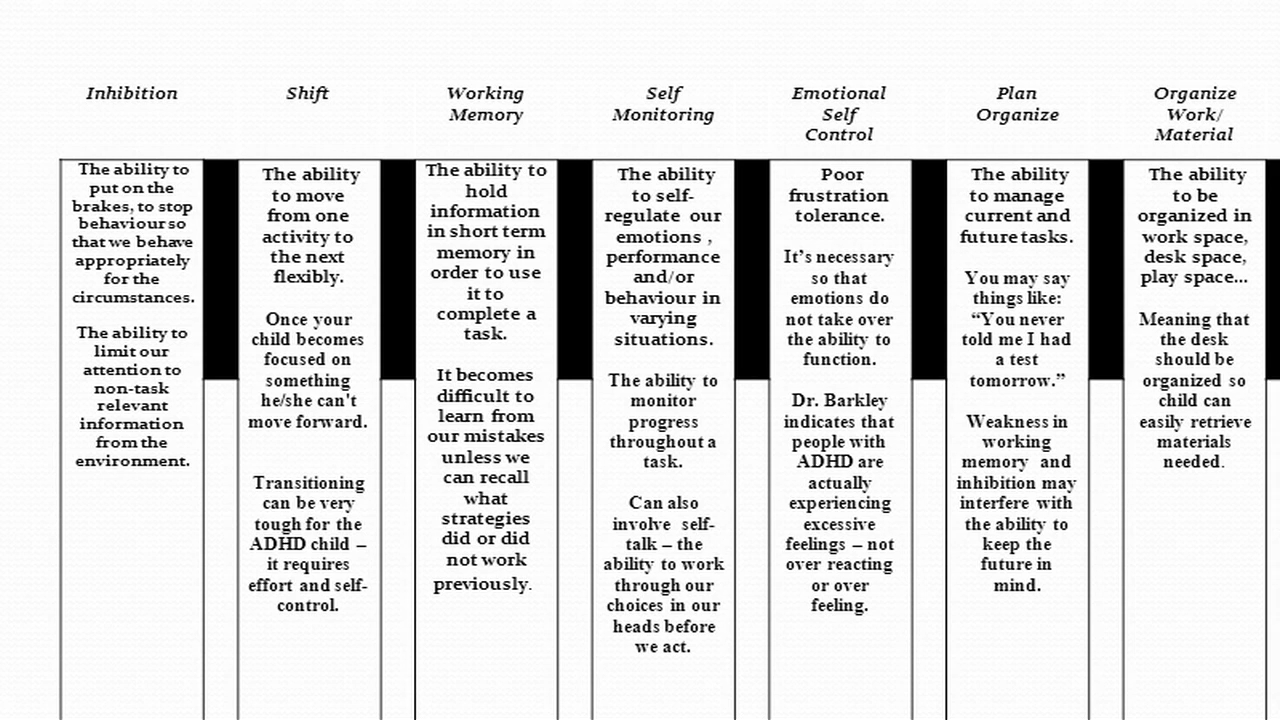 Inhibition
The ability to
put on the
brakes, to stop
behaviour so
that we behave
appropriately
for the
circumstances.
The ability to
limit our
attention to
non-task
relevant
information
from the
environment.
Shift
The ability
to move
from one
activity to
the next
flexibly.
Once your
child becomes
focused on
something
he/she can't
move forward.
Transitioning
can be very
tough for the
ADHD child –
it requires
effort and self-
control.
Working
Memory
The ability to
hold
information
in short term
memory in
order to use
it to
complete a
task.
It becomes
difficult to
learn from
our mistakes
unless we
can recall
what
strategies
did or did
not work
previously.
Self
Monitoring
The ability
to self-
regulate our
emotions ,
performance
and/or
behaviour in
varying
situations.
The ability to
monitor
progress
throughout a
task.
Can also
involve self-
talk – the
ability to work
through our
choices in our
heads before
we act.
Emotional
Self
Control
Poor
frustration
tolerance.
It’s necessary
so that
emotions do
not take over
the ability to
function.
Dr. Barkley
indicates that
people with
ADHD are
actually
experiencing
excessive
feelings – not
over reacting
or over
feeling.
Plan
Organize
The ability
to manage
current and
future tasks.
You may say
things like:
“You never
told me I had
a test
tomorrow.”
Weakness in
working
memory and
inhibition may
interfere with
the ability to
keep the
future in
mind.
Organize
Work/
Material
The ability
to be
organized in
work space,
desk space,
play space...
Meaning that
the desk
should be
organized so
child can
easily retrieve
materials
needed.